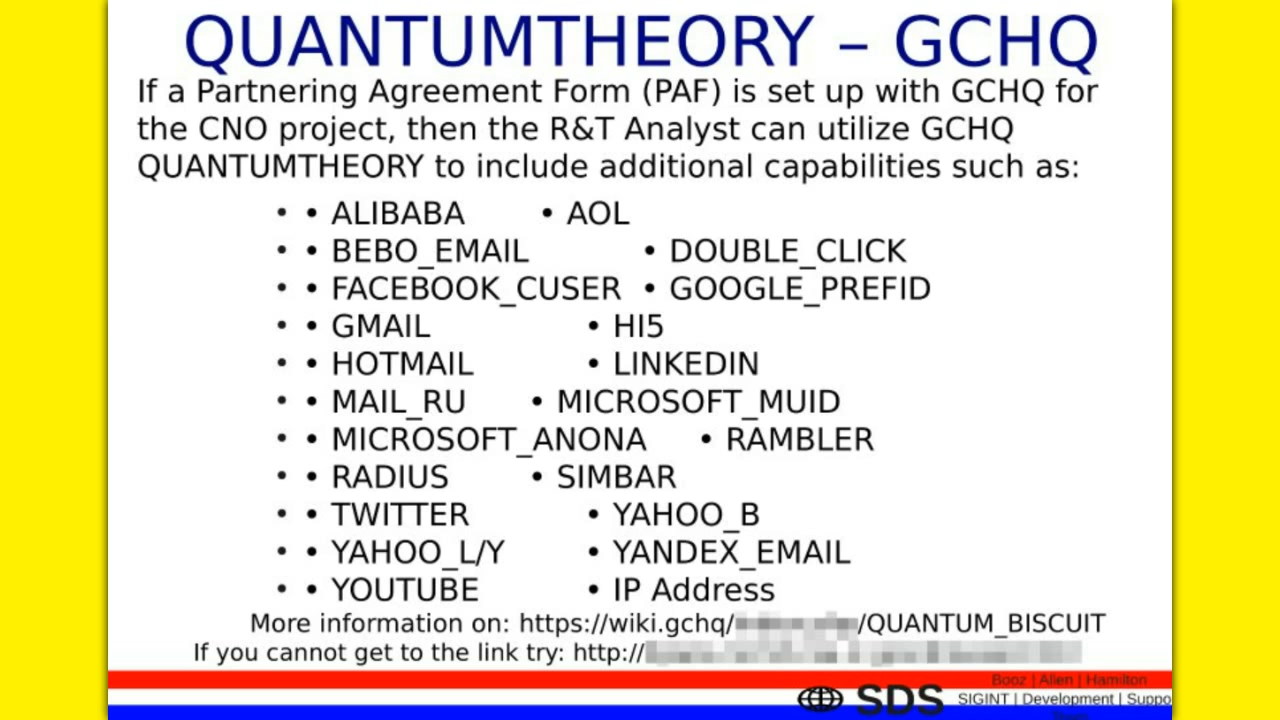 QUANTUMTHEORY – GCHQ
If a Partnering Agreement Form (PAF) is set up with GCHQ for
the CNO project, then the R&T Analyst can utilize GCHQ
QUANTUMTHEORY to include additional capabilities such as:
• • ALIBABA • AOL
• • BEBO_EMAIL • DOUBLE_CLICK
• • FACEBOOK_CUSER • GOOGLE_PREFID
• • GMAIL • HI5
• • HOTMAIL • LINKEDIN
• • MAIL_RU • MICROSOFT_MUID
• • MICROSOFT_ANONA • RAMBLER
• • RADIUS • SIMBAR
• • TWITTER • YAHOO_B
• • YAHOO_L/Y • YANDEX_EMAIL
• • YOUTUBE • IP Address
More information on: https://wiki.gchq/ /QUANTUM_BISCUIT
If you cannot get to the link try: http://
Booz | Allen | Hamilton
SDS SIGINT | Development | Suppo